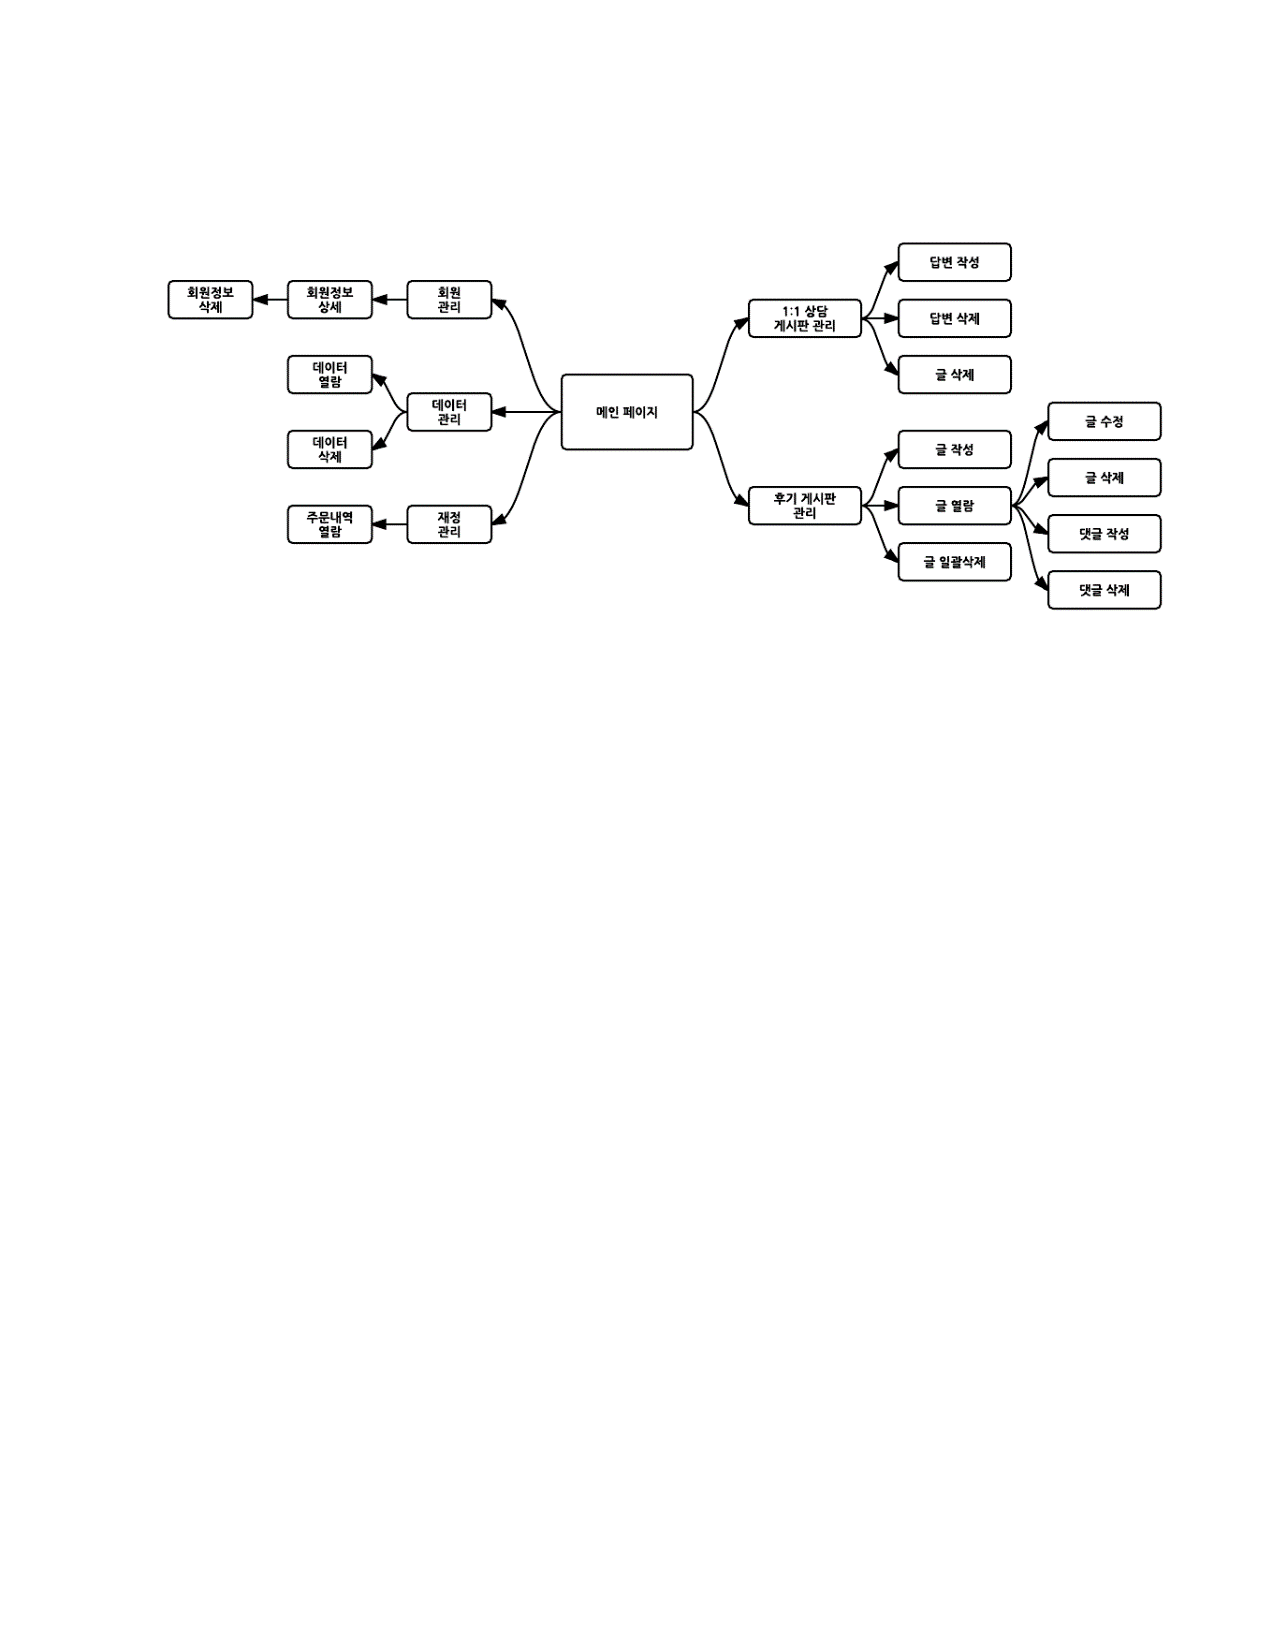 회원정보
삭제
회원정보
상세
회원
관리
데이터
열람
데이터
삭제
데이터
관리
주문내역
열람
재정
관리
메인 페이지
1:1 상담
게시판 관리
답변 작성
답변 삭제
글 삭제
후기 게시판
관리
글 작성
글 열람
글 일괄삭제
글 수정
글 삭제
댓글 작성
댓글 삭제